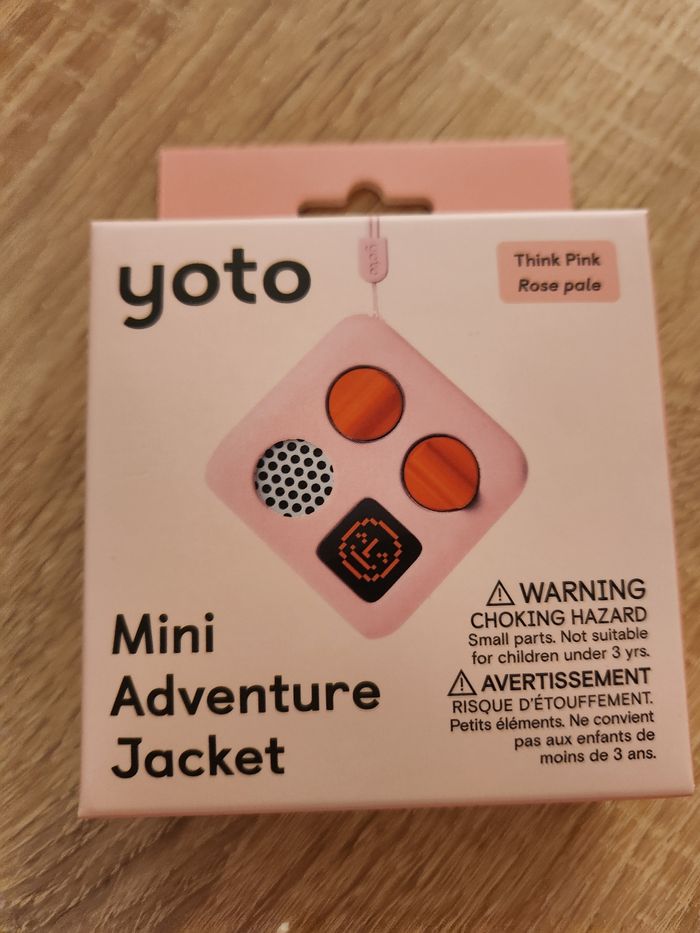 yoto
yoto
Think Pink
Rose pale
Mini
Adventure
Jacket
WARNING
CHOKING HAZARD
Small parts. Not suitable
for children under 3 yrs.
AVERTISSEMENT
RISQUE D'ÉTOUFFEMENT.
Petits éléments. Ne convient
pas aux enfants de
moins de 3 ans.